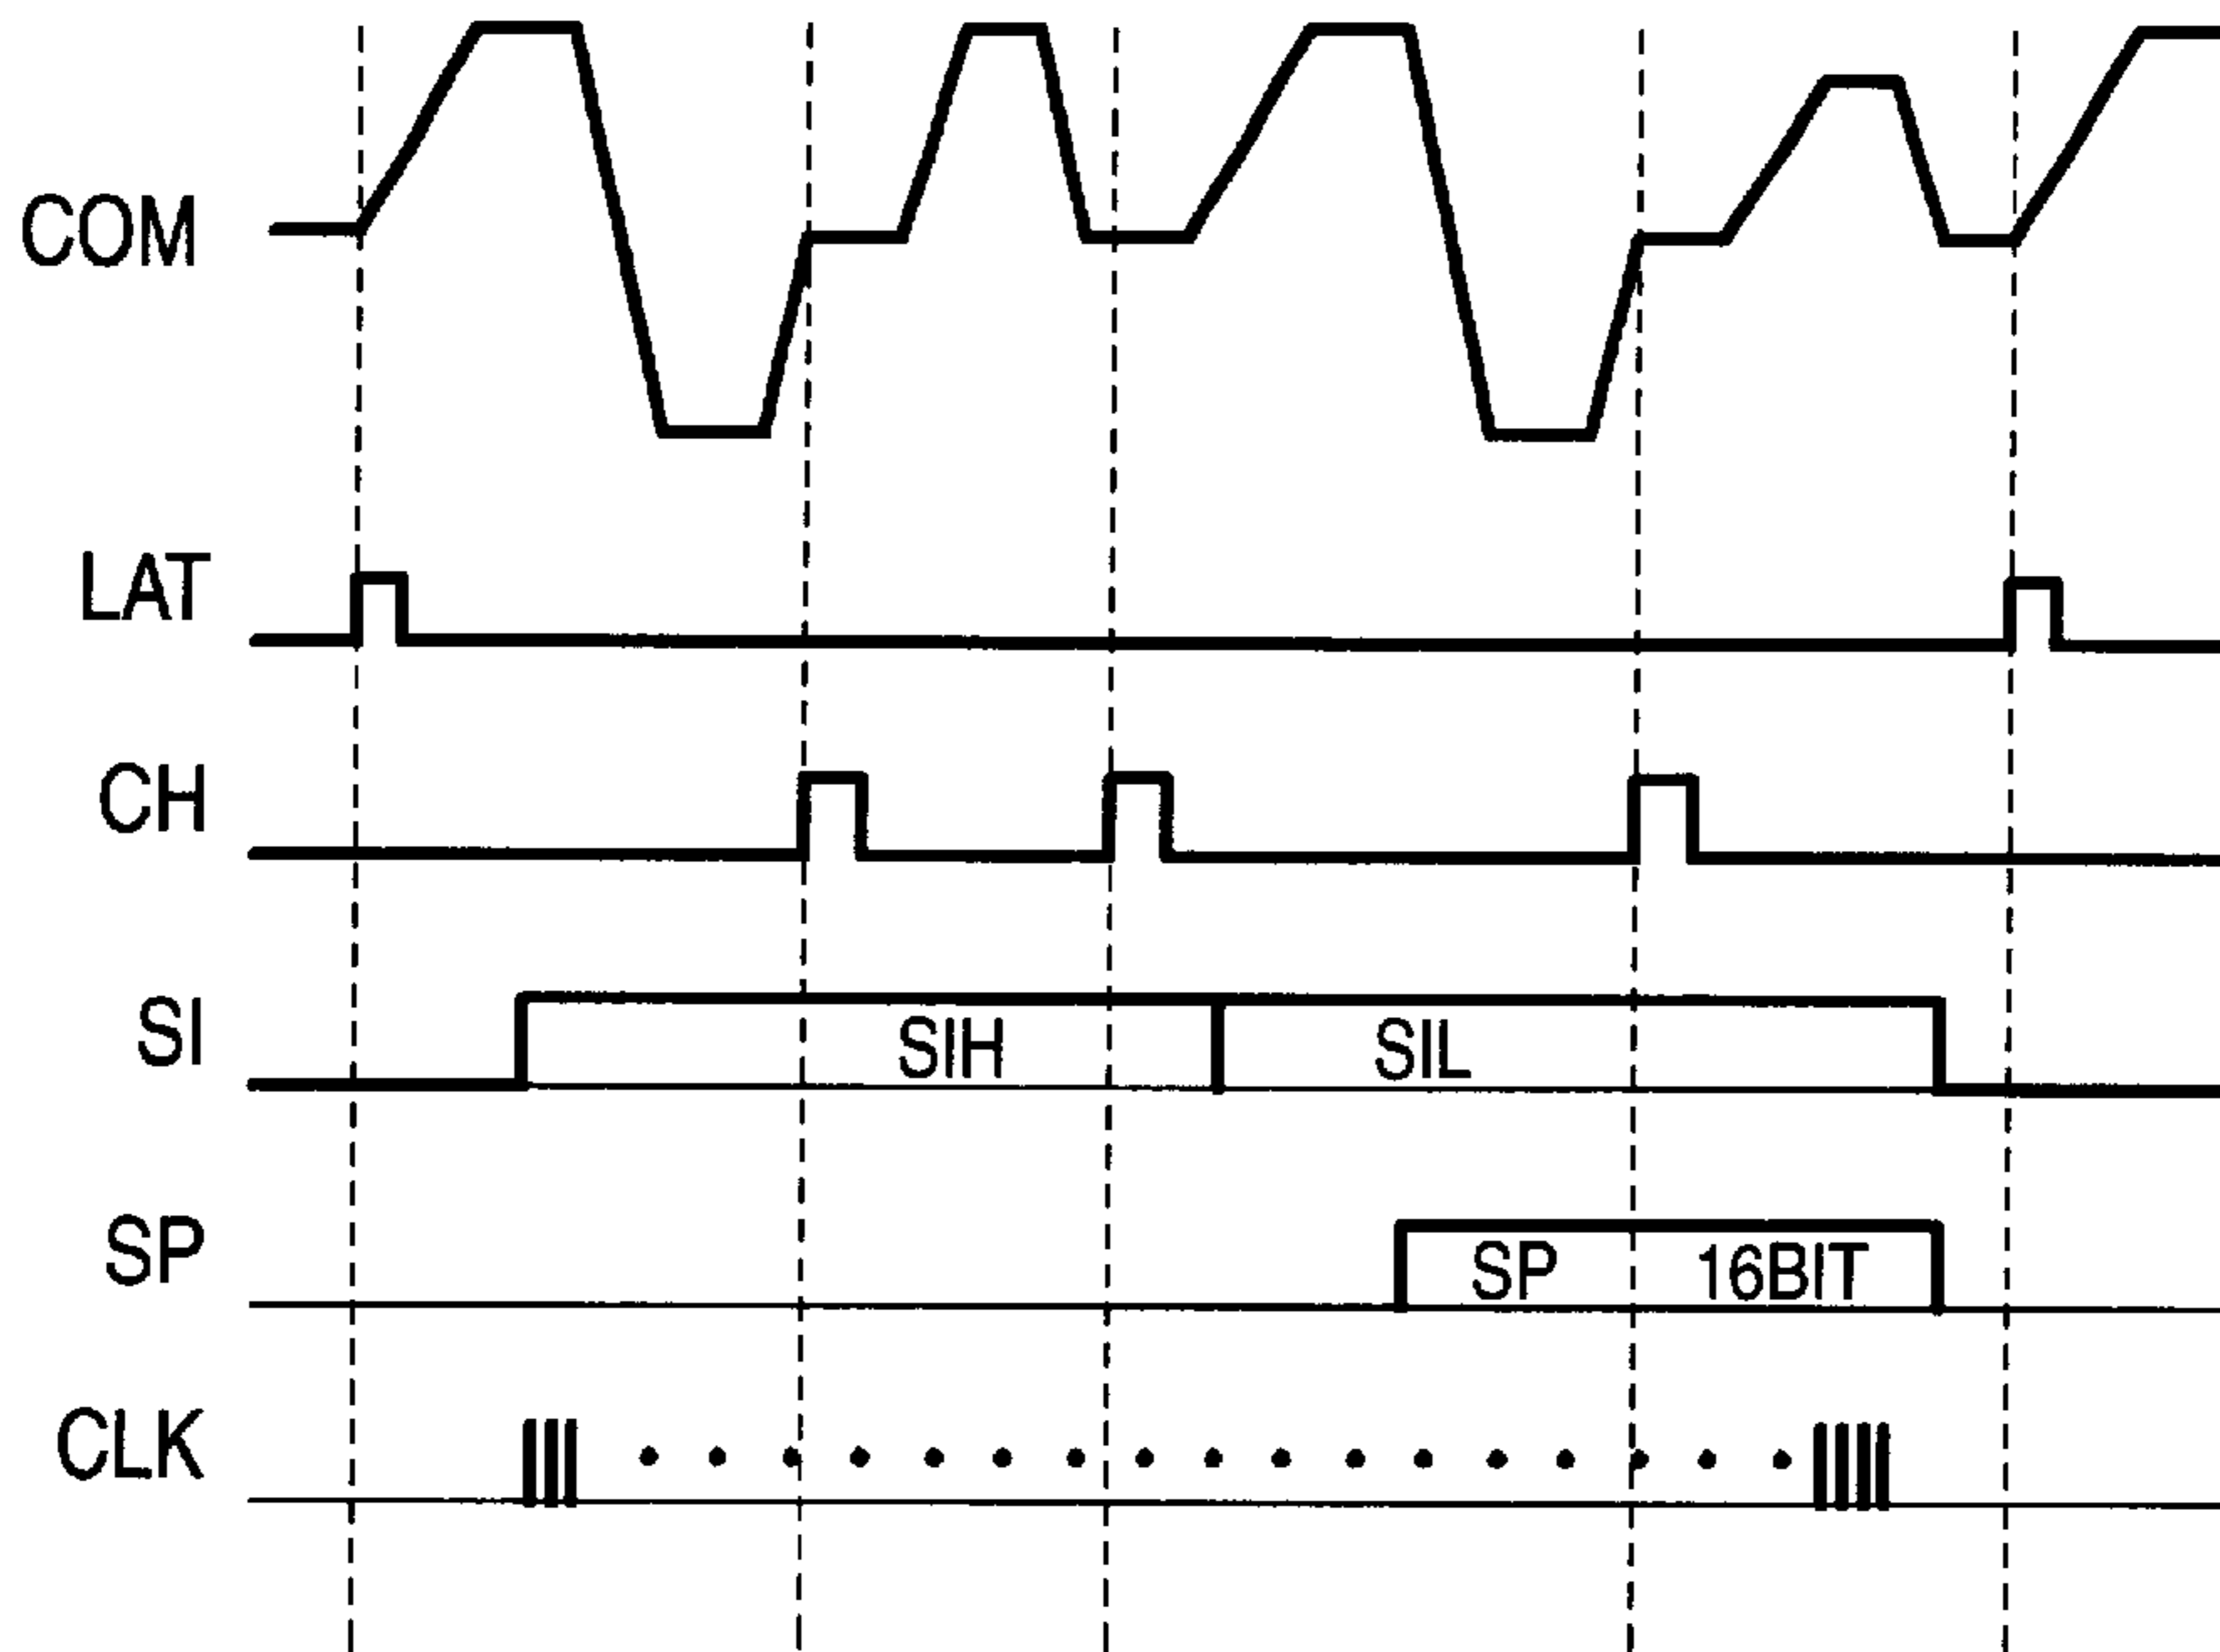 COM
LAT
CH
SI
SIH SIL
SP
SP 16BIT
CLK